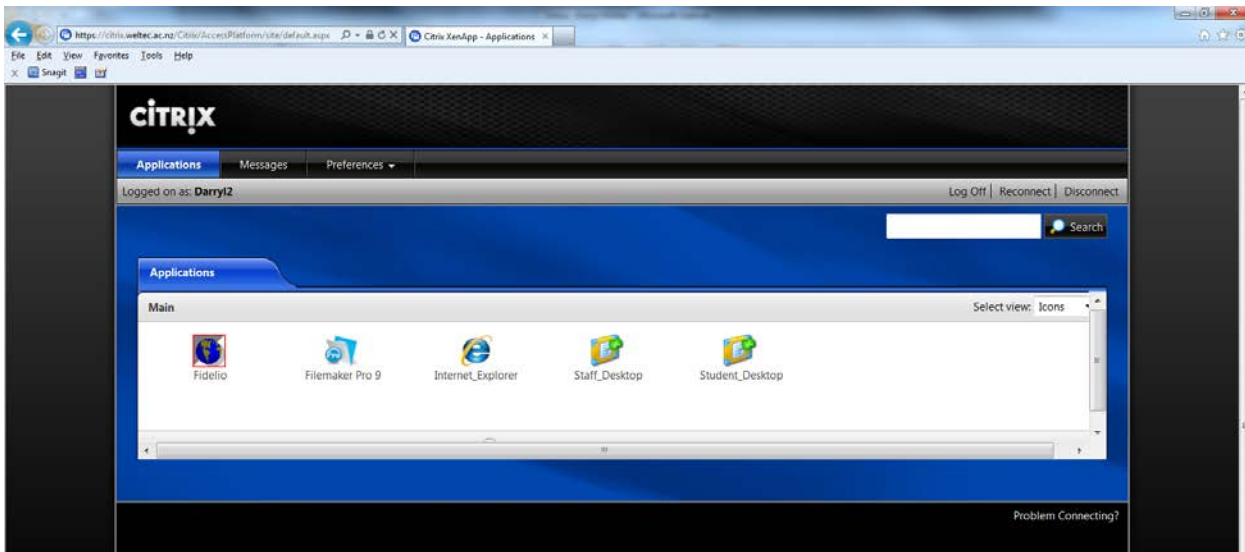 https://citrix.weltec.ac.nz/Citrix/AccessPlatform/site/default.aspx
Citrix XenApp - Applications
File Edit View Favorites Tools Help
x Snagit
CITRIX
Applications Messages Preferences
Logged on as: Darryl2 Log Off | Reconnect | Disconnect
Search
Applications
Main Select view: Icons
Fidelio Filemaker Pro 9 Internet_Explorer Staff_Desktop Student_Desktop
Problem Connecting?